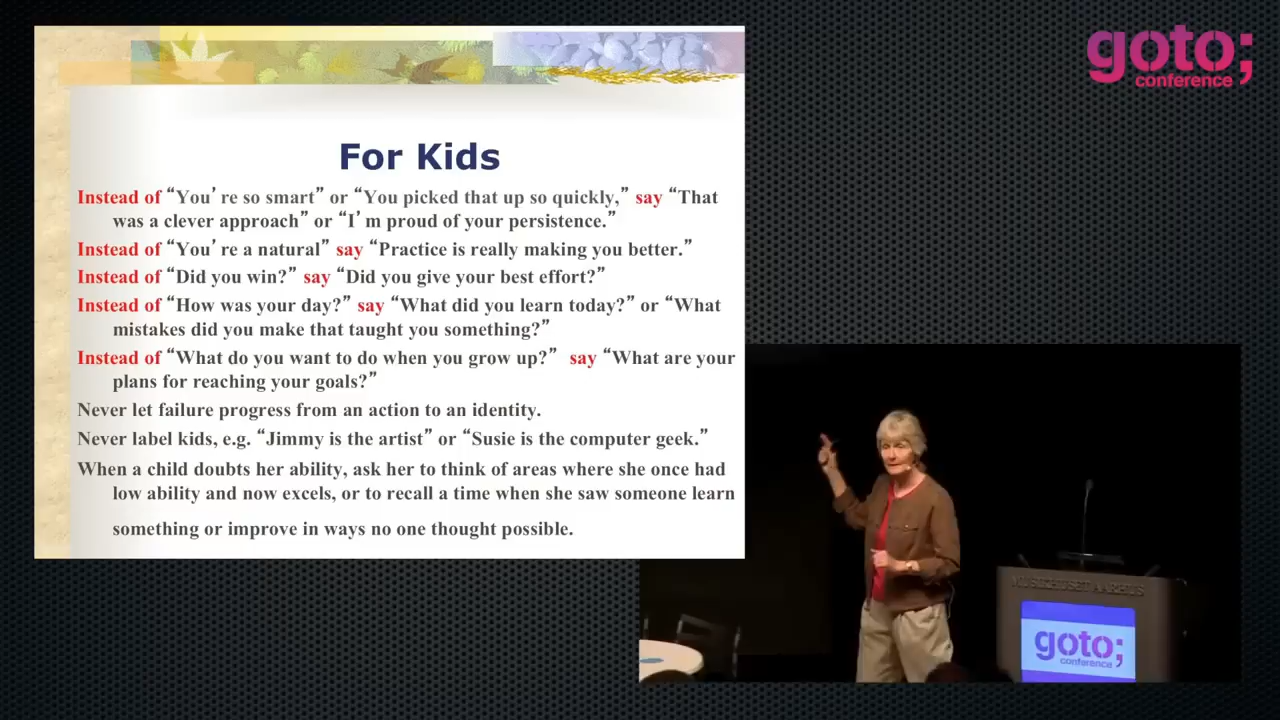 goto;
conference
For Kids
Instead of “You’re so smart” or “You picked that up so quickly,” say “That
was a clever approach” or “I’m proud of your persistence.”
Instead of “You’re a natural” say “Practice is really making you better.”
Instead of “Did you win?” say “Did you give your best effort?”
Instead of “How was your day?” say “What did you learn today?” or “What
mistakes did you make that taught you something?”
Instead of “What do you want to do when you grow up?” say “What are your
plans for reaching your goals?”
Never let failure progress from an action to an identity.
Never label kids, e.g. “Jimmy is the artist” or “Susie is the computer geek.”
When a child doubts her ability, ask her to think of areas where she once had
low ability and now excels, or to recall a time when she saw someone learn
something or improve in ways no one thought possible.
MUSIKHUSET AARHUS
goto;
conference